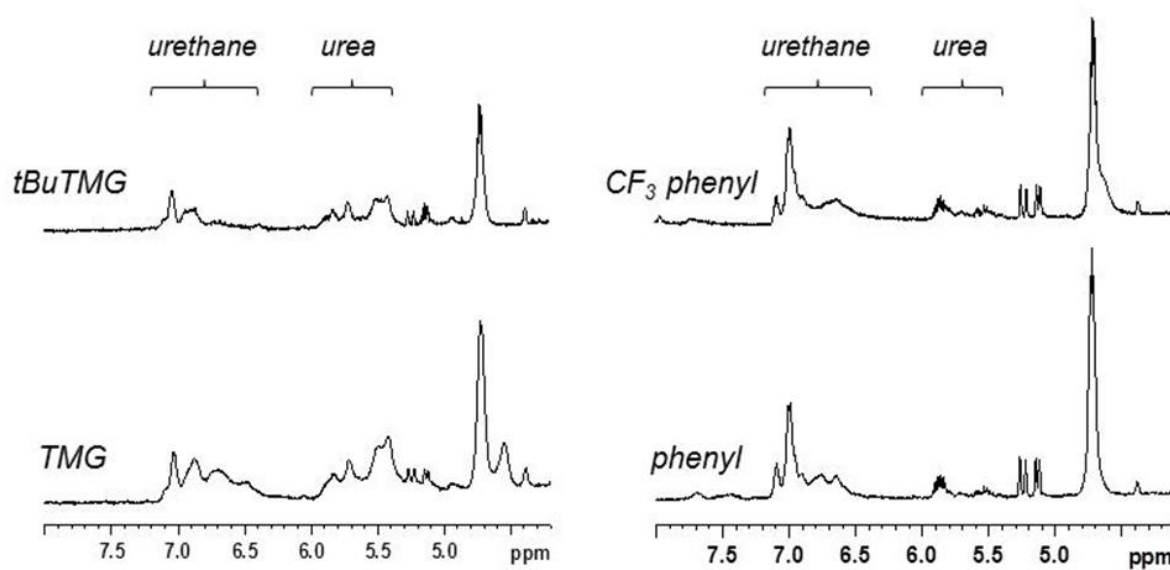 urethane urea
urethane urea
tBuTMG
CF₃ phenyl
TMG
phenyl
7.5 7.0 6.5 6.0 5.5 5.0 ppm
7.5 7.0 6.5 6.0 5.5 5.0 ppm